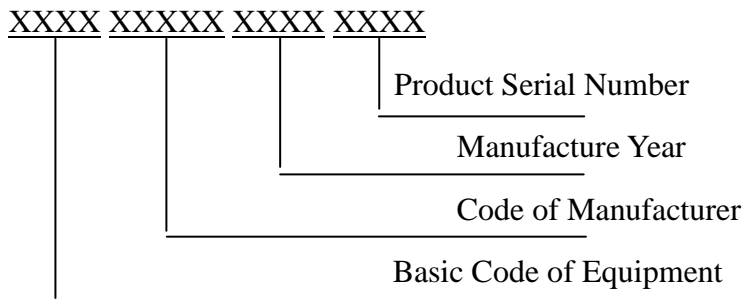 XXXX XXXXX XXXX XXXX
Product Serial Number
Manufacture Year
Code of Manufacturer
Basic Code of Equipment